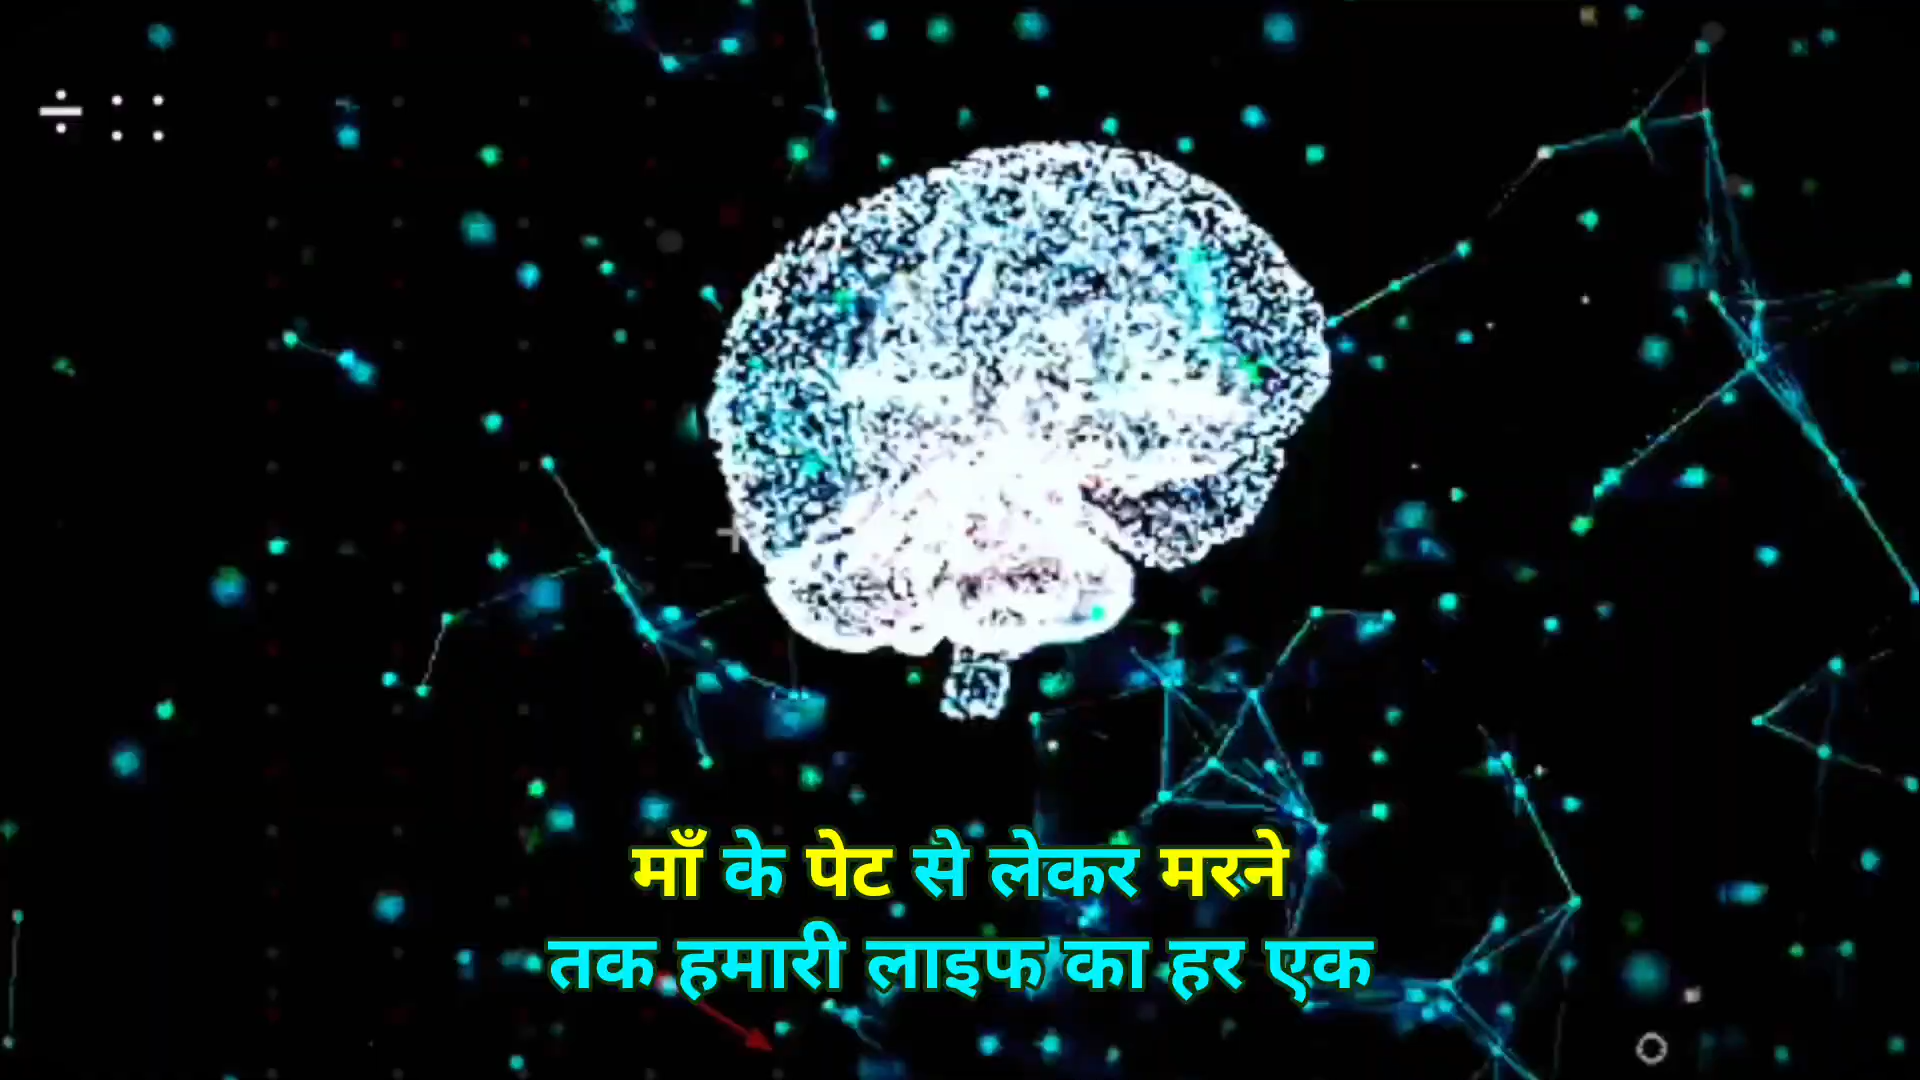 माँ के पेट से लेकर मरने
तक हमारी लाइफ का हर एक